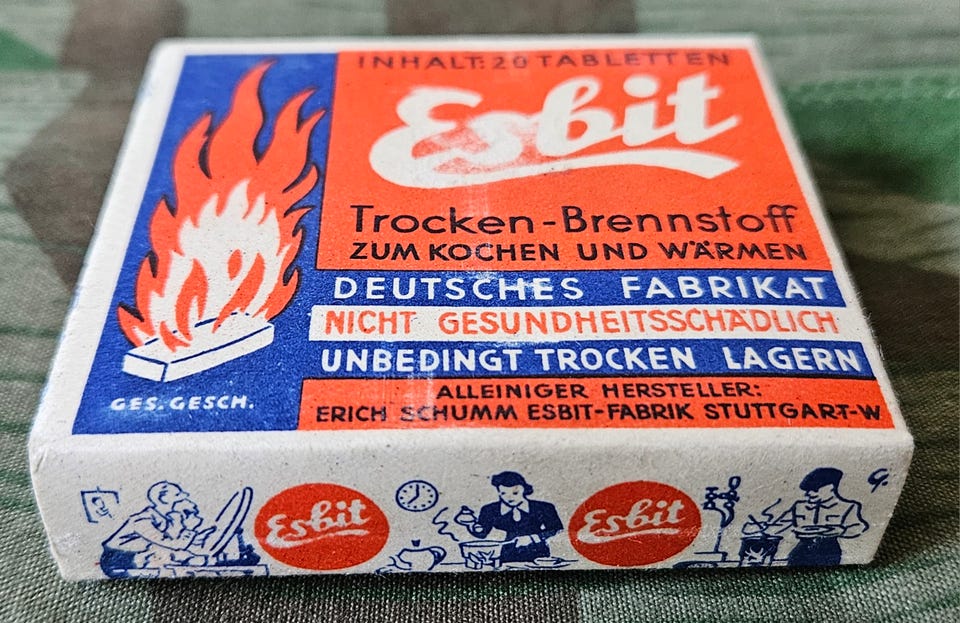 INHALT: 20 TABLETTEN
Esbit
Trocken-Brennstoff
ZUM KOCHEN UND WÄRMEN
DEUTSCHES FABRIKAT
NICHT GESUNDHEITSSCHÄDLICH
UNBEDINGT TROCKEN LAGERN
ALLEINIGER HERSTELLER:
ERICH SCHUMM ESBIT-FABRIK STUTTGART-W
GES. GESCH.
Esbit
Esbit
G.